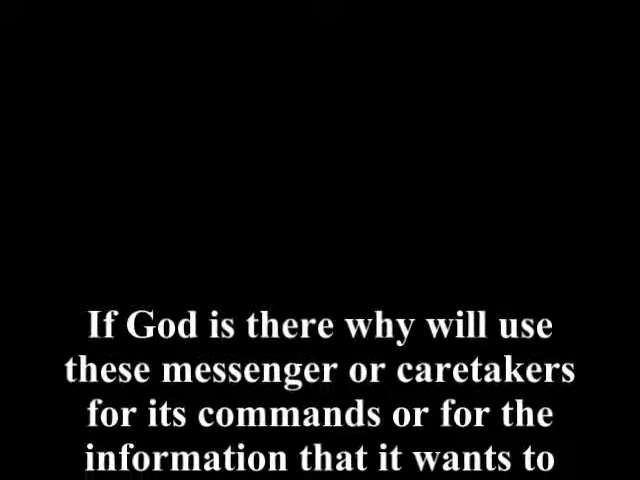 If God is there why will use
these messenger or caretakers
for its commands or for the
information that it wants to